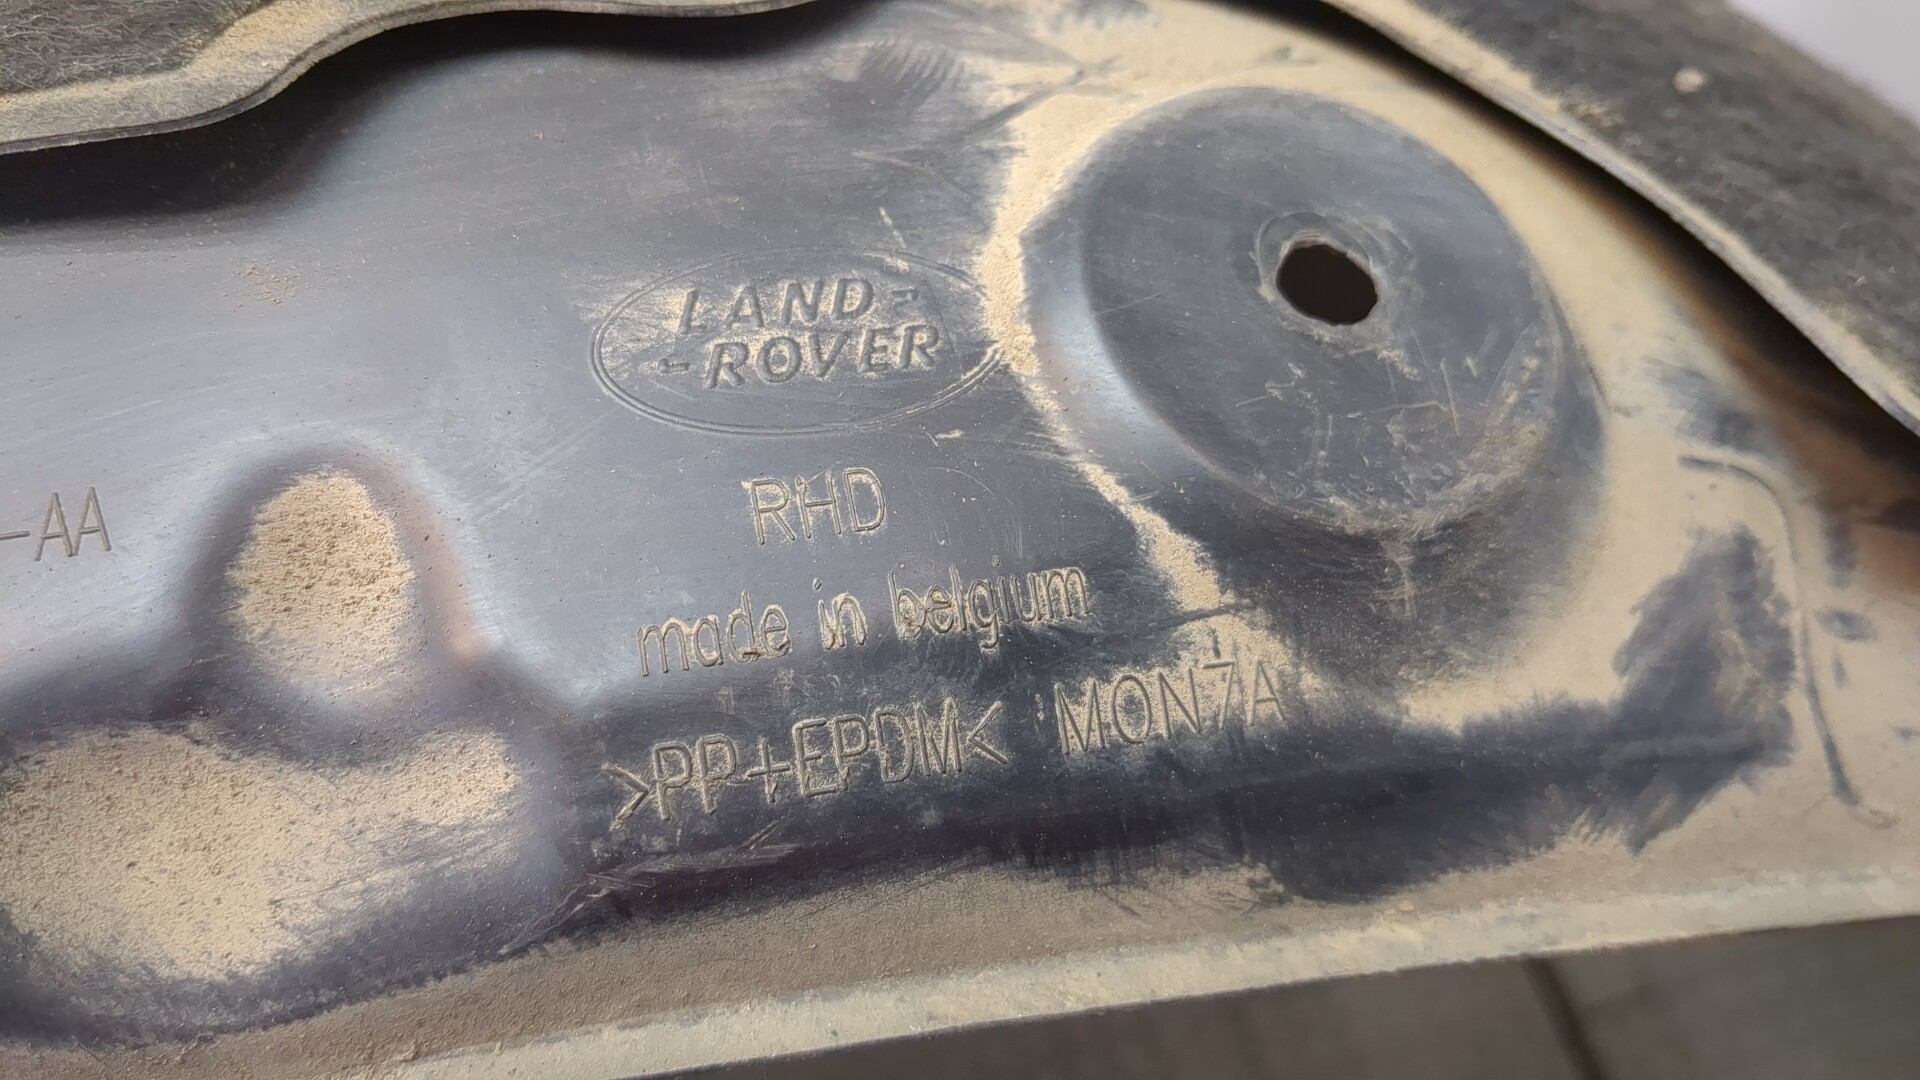 LAND-
-ROVER
-AA
RHD
made in belgium
>PP+EPDM< MON7A